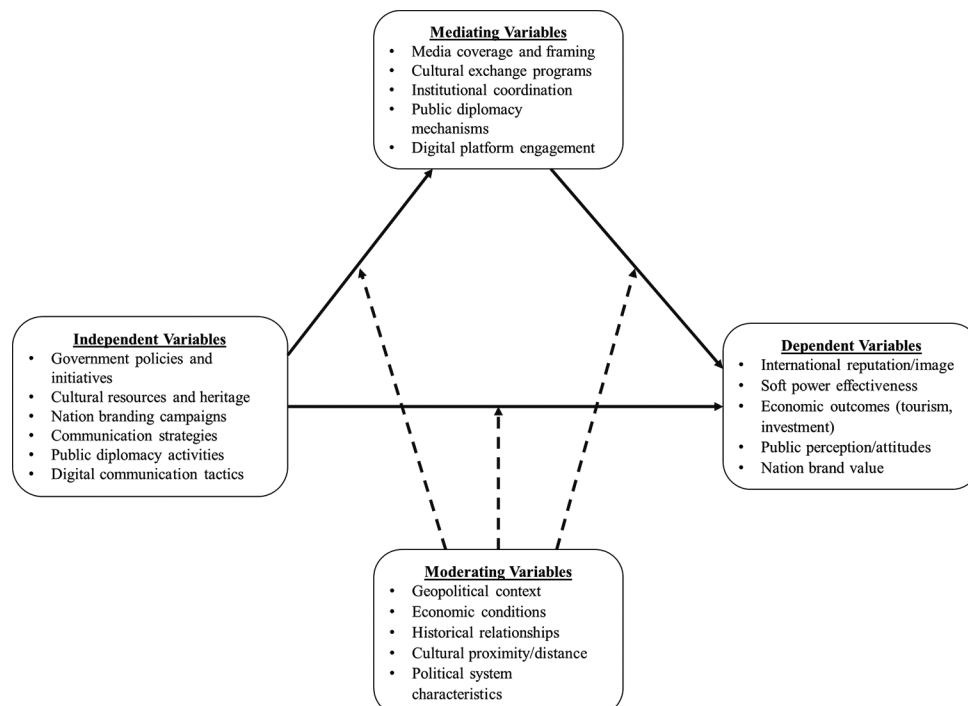 Mediating Variables
• Media coverage and framing
• Cultural exchange programs
• Institutional coordination
• Public diplomacy
mechanisms
• Digital platform engagement
Independent Variables
• Government policies and
initiatives
• Cultural resources and heritage
• Nation branding campaigns
• Communication strategies
• Public diplomacy activities
• Digital communication tactics
Dependent Variables
• International reputation/image
• Soft power effectiveness
• Economic outcomes (tourism,
investment)
• Public perception/attitudes
• Nation brand value
Moderating Variables
• Geopolitical context
• Economic conditions
• Historical relationships
• Cultural proximity/distance
• Political system
characteristics